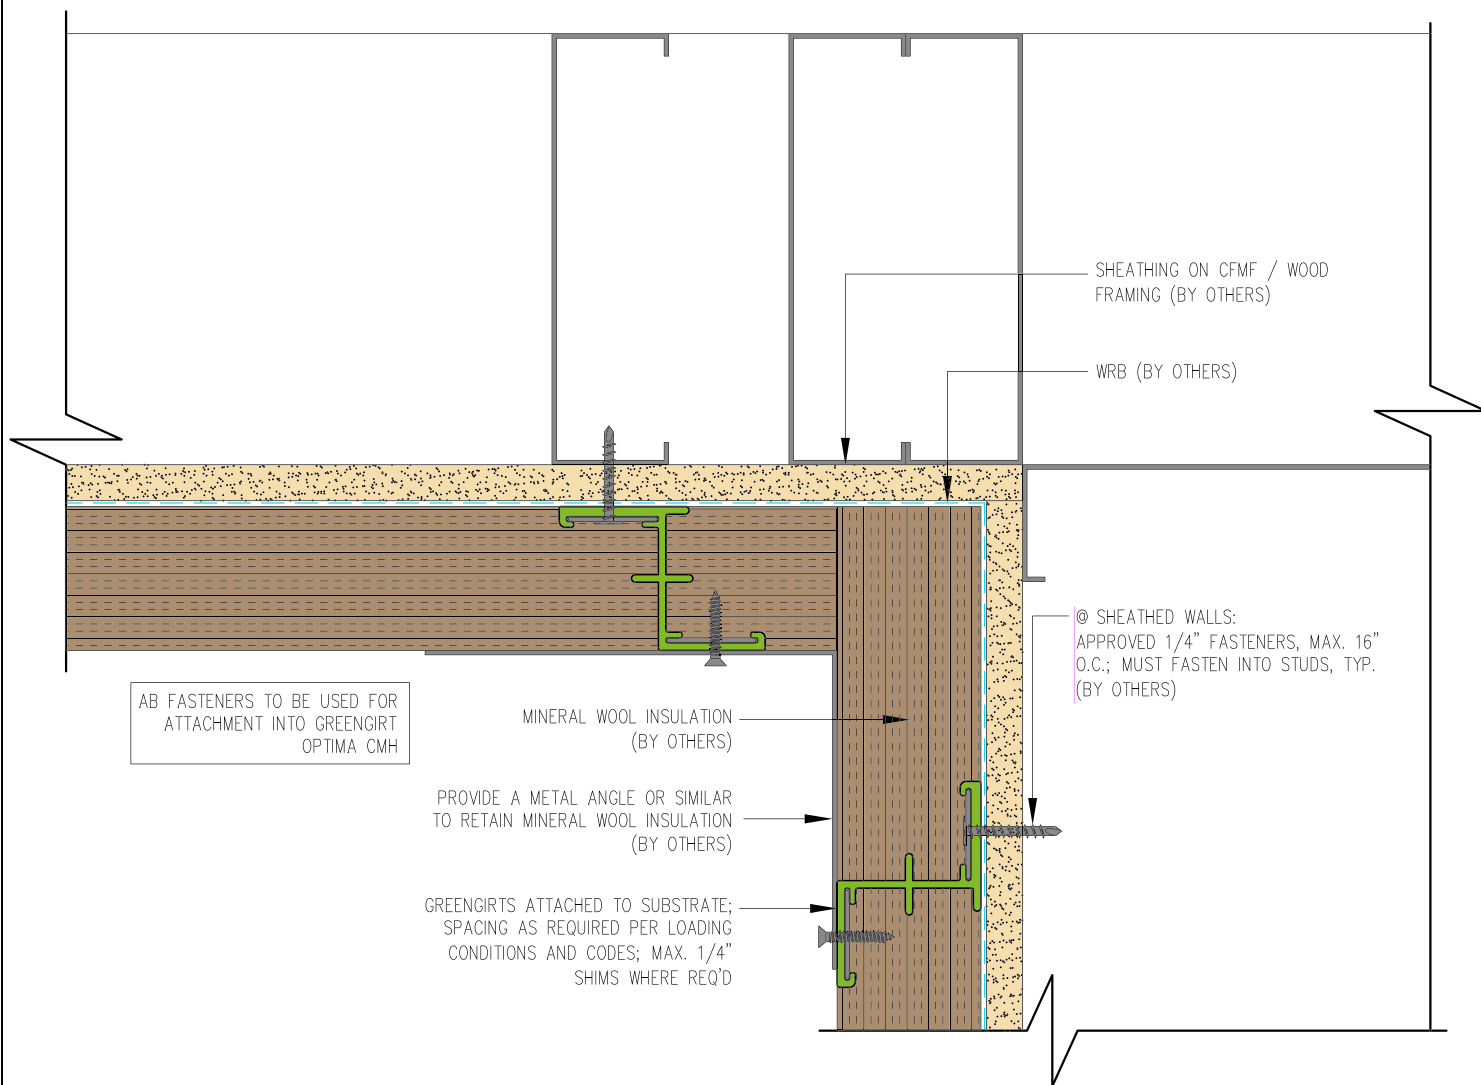 SHEATHING ON CFMF / WOOD
FRAMING (BY OTHERS)
WRB (BY OTHERS)
@ SHEATHED WALLS:
APPROVED 1/4" FASTENERS, MAX. 16"
O.C.; MUST FASTEN INTO STUDS, TYP.
(BY OTHERS)
AB FASTENERS TO BE USED FOR
ATTACHMENT INTO GREENGIRT
OPTIMA CMH
MINERAL WOOL INSULATION
(BY OTHERS)
PROVIDE A METAL ANGLE OR SIMILAR
TO RETAIN MINERAL WOOL INSULATION
(BY OTHERS)
GREENGIRTS ATTACHED TO SUBSTRATE;
SPACING AS REQUIRED PER LOADING
CONDITIONS AND CODES; MAX. 1/4"
SHIMS WHERE REQ'D